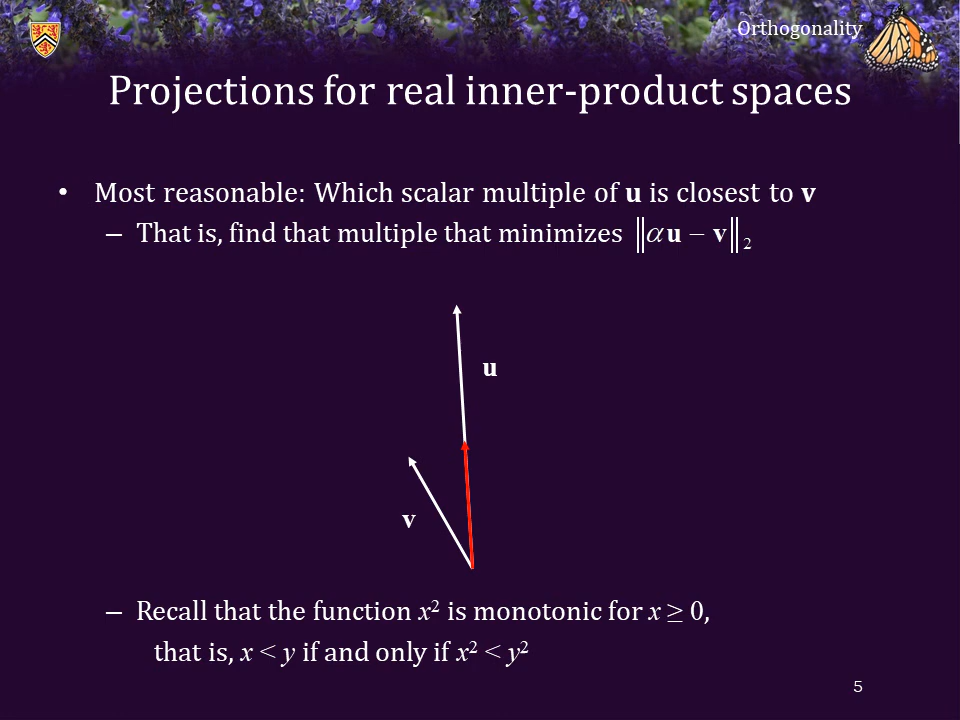 Orthogonality
Projections for real inner-product spaces
• Most reasonable: Which scalar multiple of u is closest to v
– That is, find that multiple that minimizes ‖αu − v‖₂
u
v
– Recall that the function x² is monotonic for x ≥ 0,
that is, x < y if and only if x² < y²
5